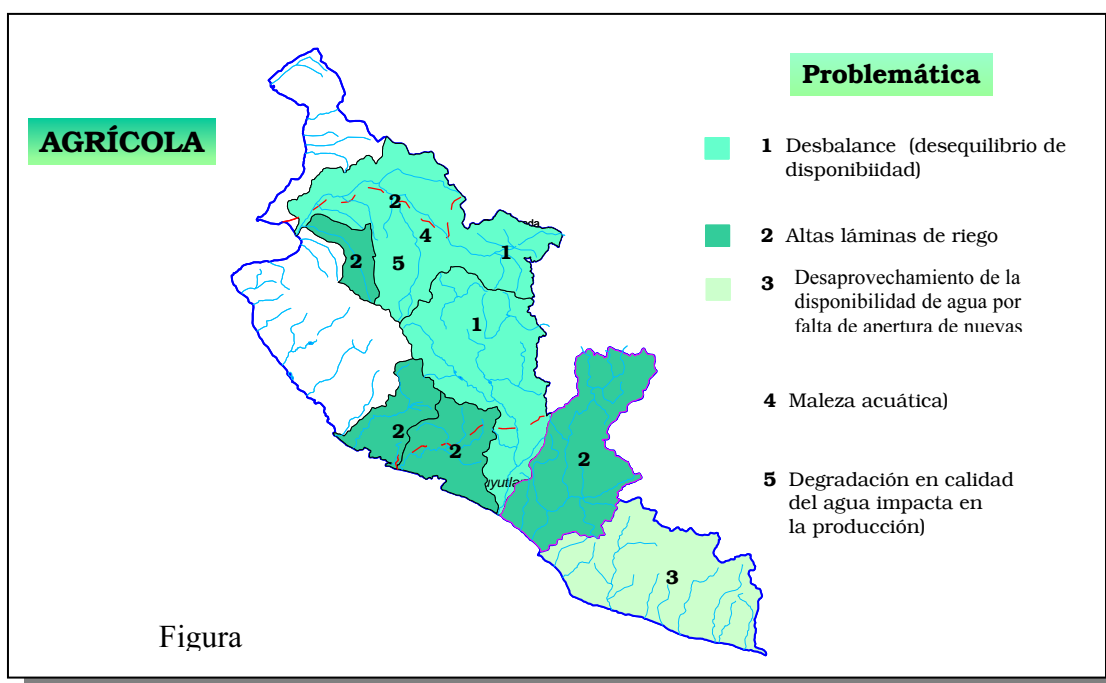 AGRÍCOLA
Problemática
1 Desbalance (desequilibrio de
disponibiidad)
2 Altas láminas de riego
3 Desaprovechamiento de la
disponibilidad de agua por
falta de apertura de nuevas
4 Maleza acuática)
5 Degradación en calidad
del agua impacta en
la producción)
2
4
ada
1
2
5
1
2
2
2
yutla
3
Figura